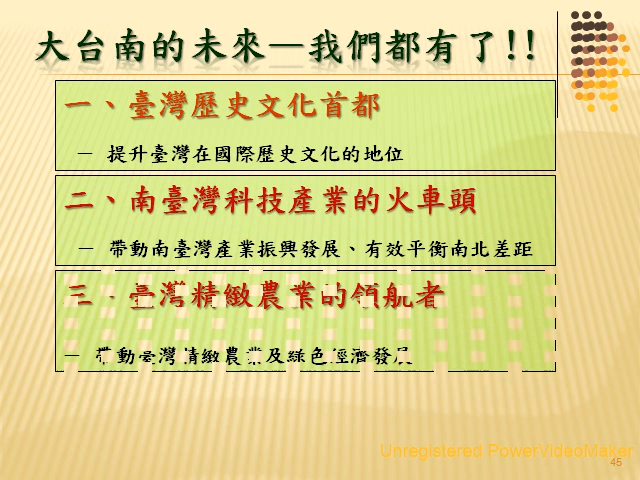 大台南的未來—我們都有了!!
一、臺灣歷史文化首都
– 提升臺灣在國際歷史文化的地位
二、南臺灣科技產業的火車頭
– 帶動南臺灣產業振興發展、有效平衡南北差距
三、臺灣精緻農業的領航者
– 帶動臺灣精緻農業及綠色經濟發展
Unregistered PowerVideoMaker
45